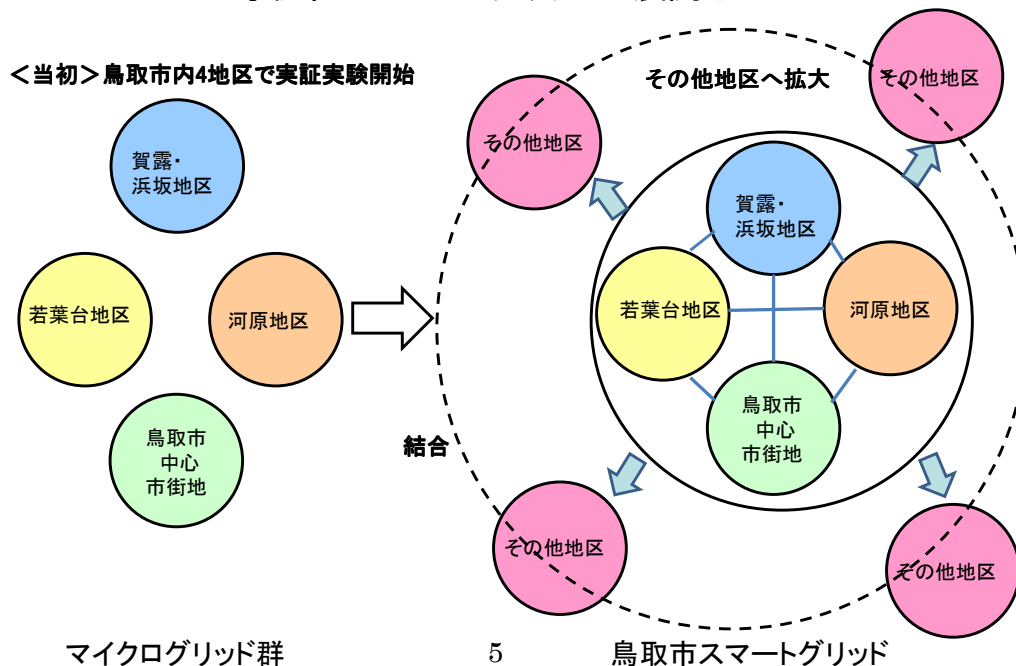 ＜当初＞鳥取市内4地区で実証実験開始
賀露・
浜坂地区
若葉台地区
河原地区
鳥取市
中心
市街地
結合
その他地区へ拡大
その他地区
その他地区
賀露・
浜坂地区
若葉台地区
河原地区
鳥取市
中心
市街地
その他地区
その他地区
マイクログリッド群
5
鳥取市スマートグリッド